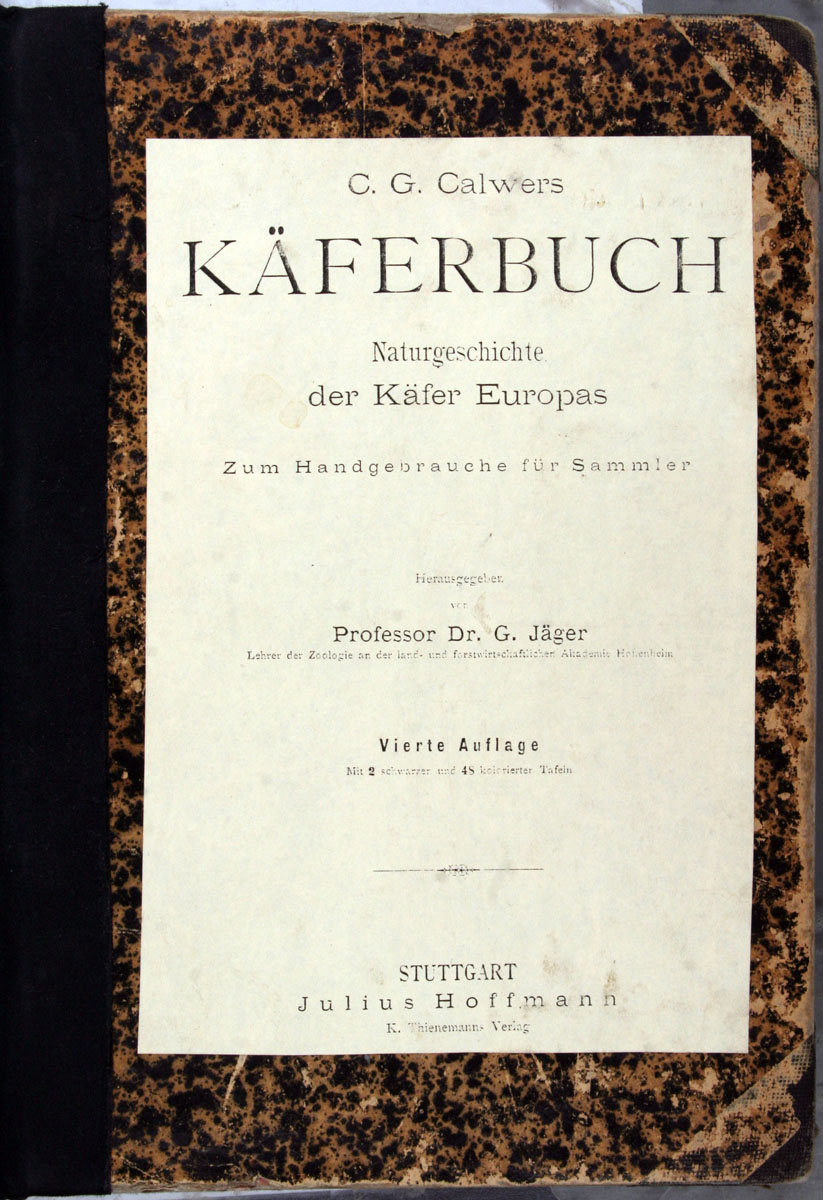 C. G. Calwers
KÄFERBUCH
Naturgeschichte
der Käfer Europas
Zum Handgebrauche für Sammler
Herausgegeben
von
Professor Dr. G. Jäger
Lehrer der Zoologie an der land- und forstwirtschaftlichen Akademie Hohenheim
Vierte Auflage
Mit 2 schwarzen und 48 kolorierten Tafeln
STUTTGART
Julius Hoffmann
K. Thienemanns Verlag